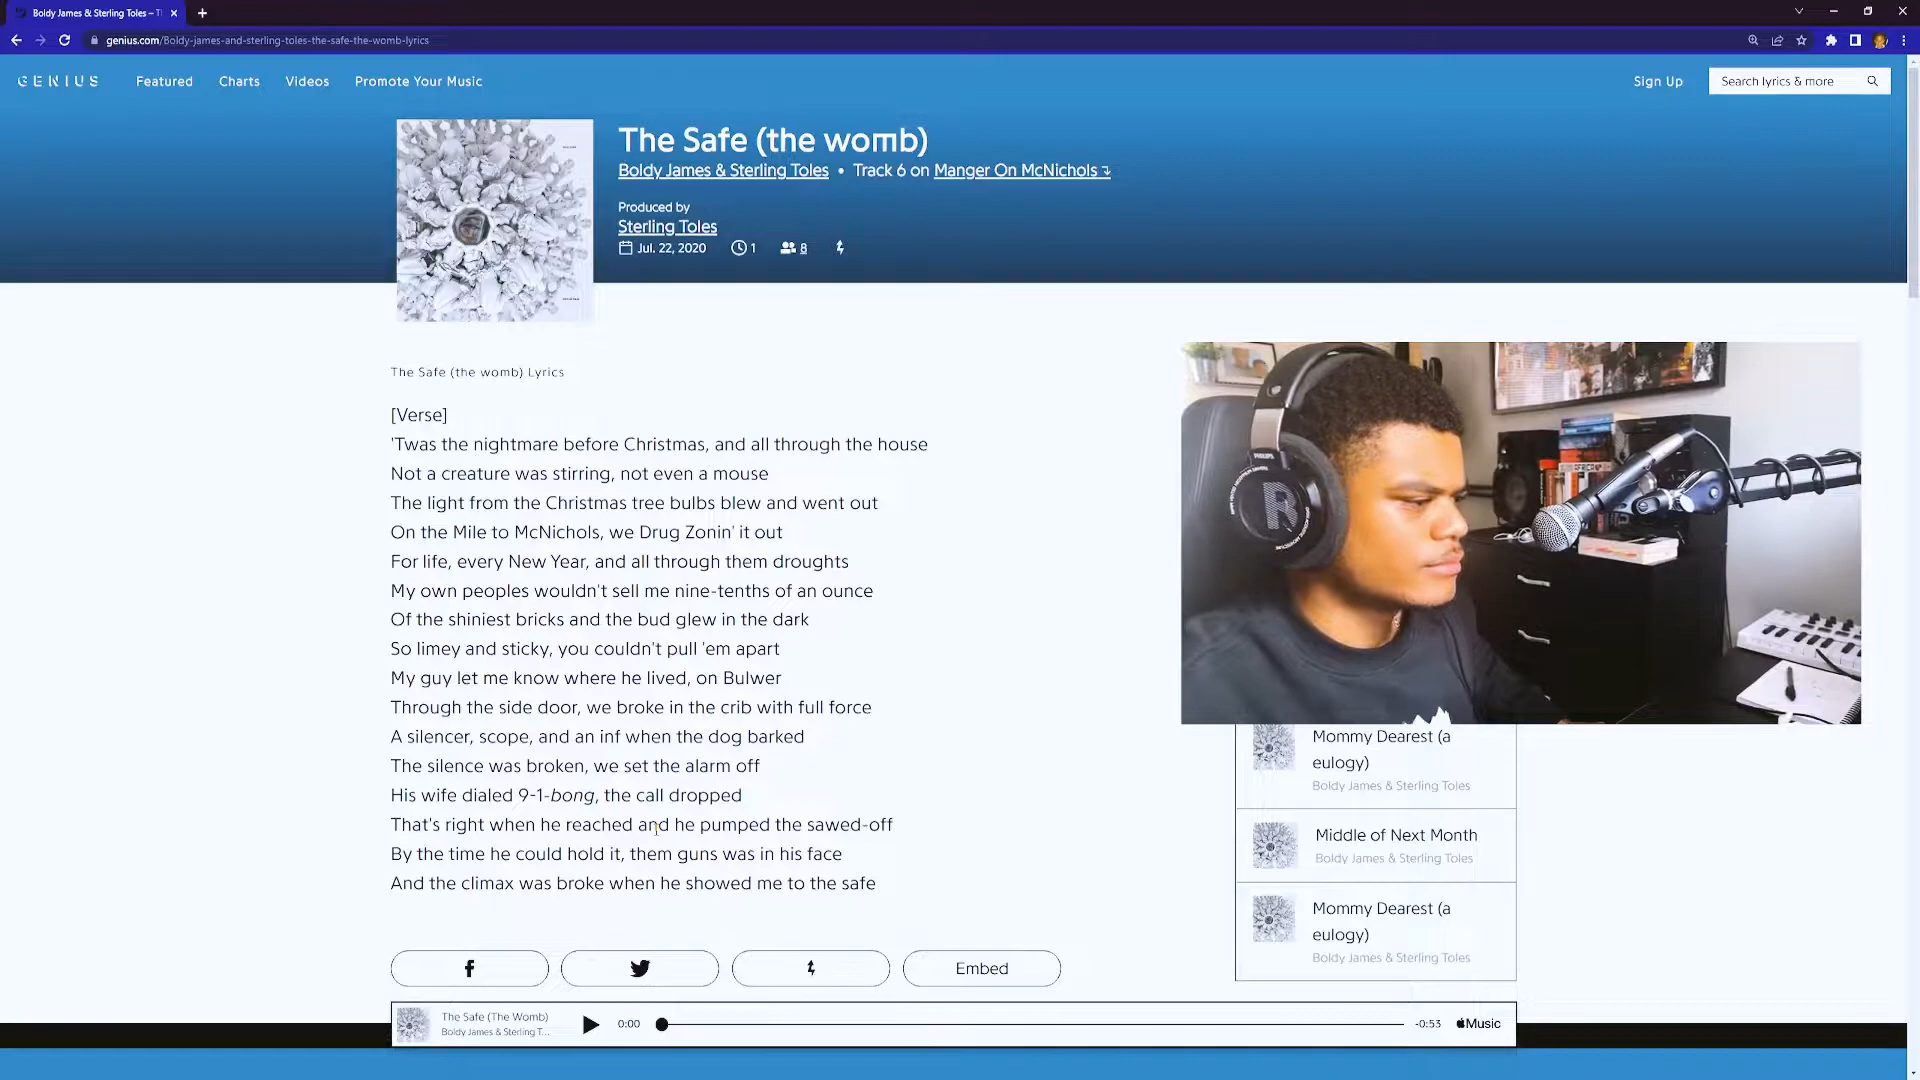 Boldy James & Sterling Toles – T
genius.com/Boldy-james-and-sterling-toles-the-safe-the-womb-lyrics
GENIUS
Featured
Charts
Videos
Promote Your Music
Sign Up
Search lyrics & more
The Safe (the womb)
Boldy James & Sterling Toles • Track 6 on Manger On McNichols
Produced by
Sterling Toles
Jul. 22, 2020
1
8
The Safe (the womb) Lyrics
[Verse]
'Twas the nightmare before Christmas, and all through the house
Not a creature was stirring, not even a mouse
The light from the Christmas tree bulbs blew and went out
On the Mile to McNichols, we Drug Zonin' it out
For life, every New Year, and all through them droughts
My own peoples wouldn't sell me nine-tenths of an ounce
Of the shiniest bricks and the bud glew in the dark
So limey and sticky, you couldn't pull 'em apart
My guy let me know where he lived, on Bulwer
Through the side door, we broke in the crib with full force
A silencer, scope, and an inf when the dog barked
The silence was broken, we set the alarm off
His wife dialed 9-1-bong, the call dropped
That's right when he reached and he pumped the sawed-off
By the time he could hold it, them guns was in his face
And the climax was broke when he showed me to the safe
PHILIPS
R
AFRICA
Mommy Dearest (a
eulogy)
Boldy James & Sterling Toles
Middle of Next Month
Boldy James & Sterling Toles
Mommy Dearest (a
eulogy)
Boldy James & Sterling Toles
Embed
The Safe (The Womb)
Boldy James & Sterling T...
0:00
-0:53
Music